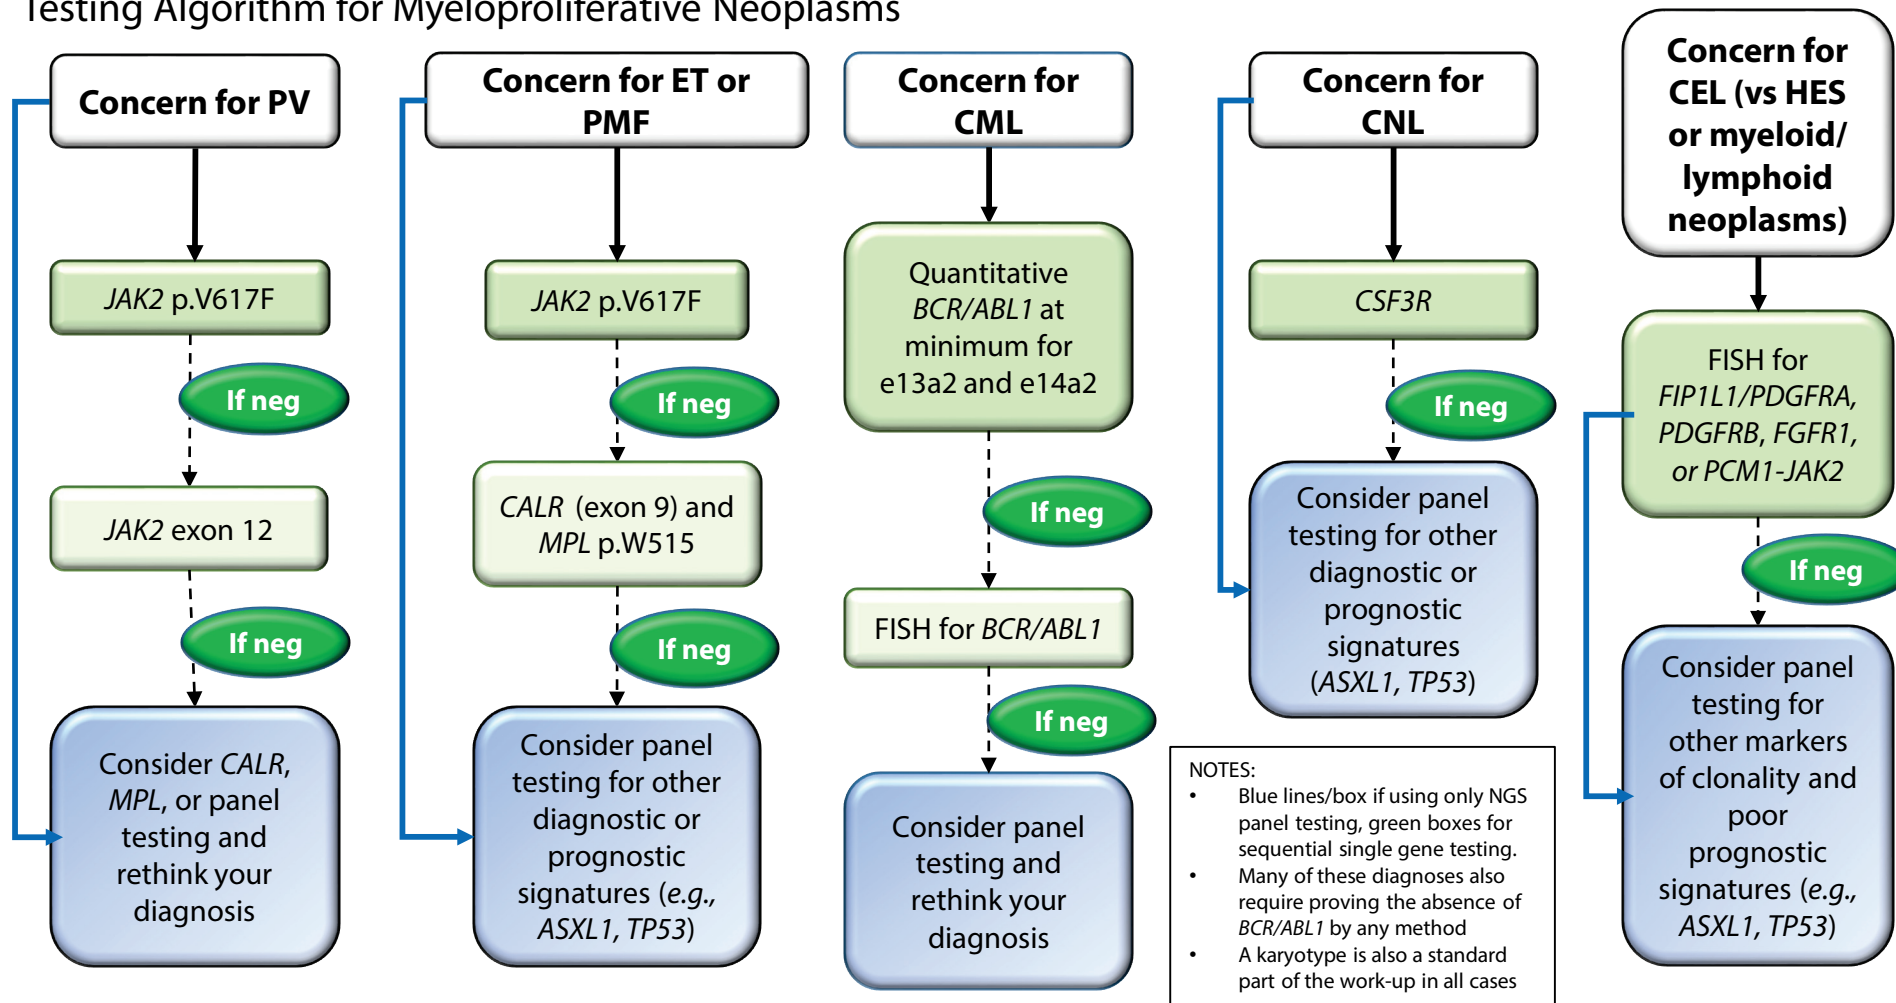 Testing Algorithm for Myeloproliferative Neoplasms
Concern for PV
JAK2 p.V617F
If neg
JAK2 exon 12
If neg
Consider CALR,
MPL, or panel
testing and
rethink your
diagnosis
Concern for ET or
PMF
JAK2 p.V617F
If neg
CALR (exon 9) and
MPL p.W515
If neg
Consider panel
testing for other
diagnostic or
prognostic
signatures (e.g.,
ASXL1, TP53)
Concern for
CML
Quantitative
BCR/ABL1 at
minimum for
e13a2 and e14a2
If neg
FISH for BCR/ABL1
If neg
Consider panel
testing and
rethink your
diagnosis
Concern for
CNL
CSF3R
If neg
Consider panel
testing for other
diagnostic or
prognostic
signatures
(ASXL1, TP53)
Concern for
CEL (vs HES
or myeloid/
lymphoid
neoplasms)
FISH for
FIP1L1/PDGFRA,
PDGFRB, FGFR1,
or PCM1-JAK2
If neg
Consider panel
testing for
other markers
of clonality and
poor
prognostic
signatures (e.g.,
ASXL1, TP53)
NOTES:
• Blue lines/box if using only NGS
panel testing, green boxes for
sequential single gene testing.
• Many of these diagnoses also
require proving the absence of
BCR/ABL1 by any method
• A karyotype is also a standard
part of the work-up in all cases